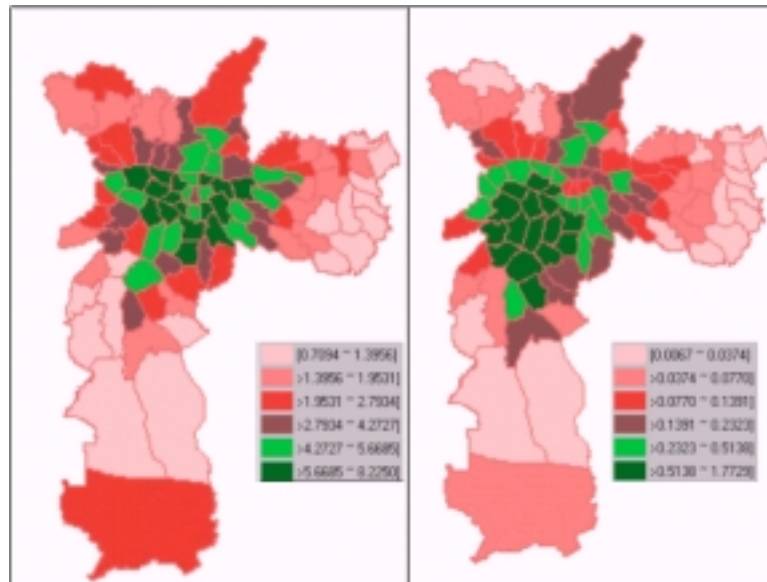 [0.7094 ~ 1.3956[
>1.3956 ~ 1.9531[
>1.9531 ~ 2.7934[
>2.7934 ~ 4.2727[
>4.2727 ~ 5.6685[
>5.6685 ~ 8.2250[
[0.0067 ~ 0.0374[
>0.0374 ~ 0.0770[
>0.0770 ~ 0.1391[
>0.1391 ~ 0.2323[
>0.2323 ~ 0.5138[
>0.5138 ~ 1.7729[